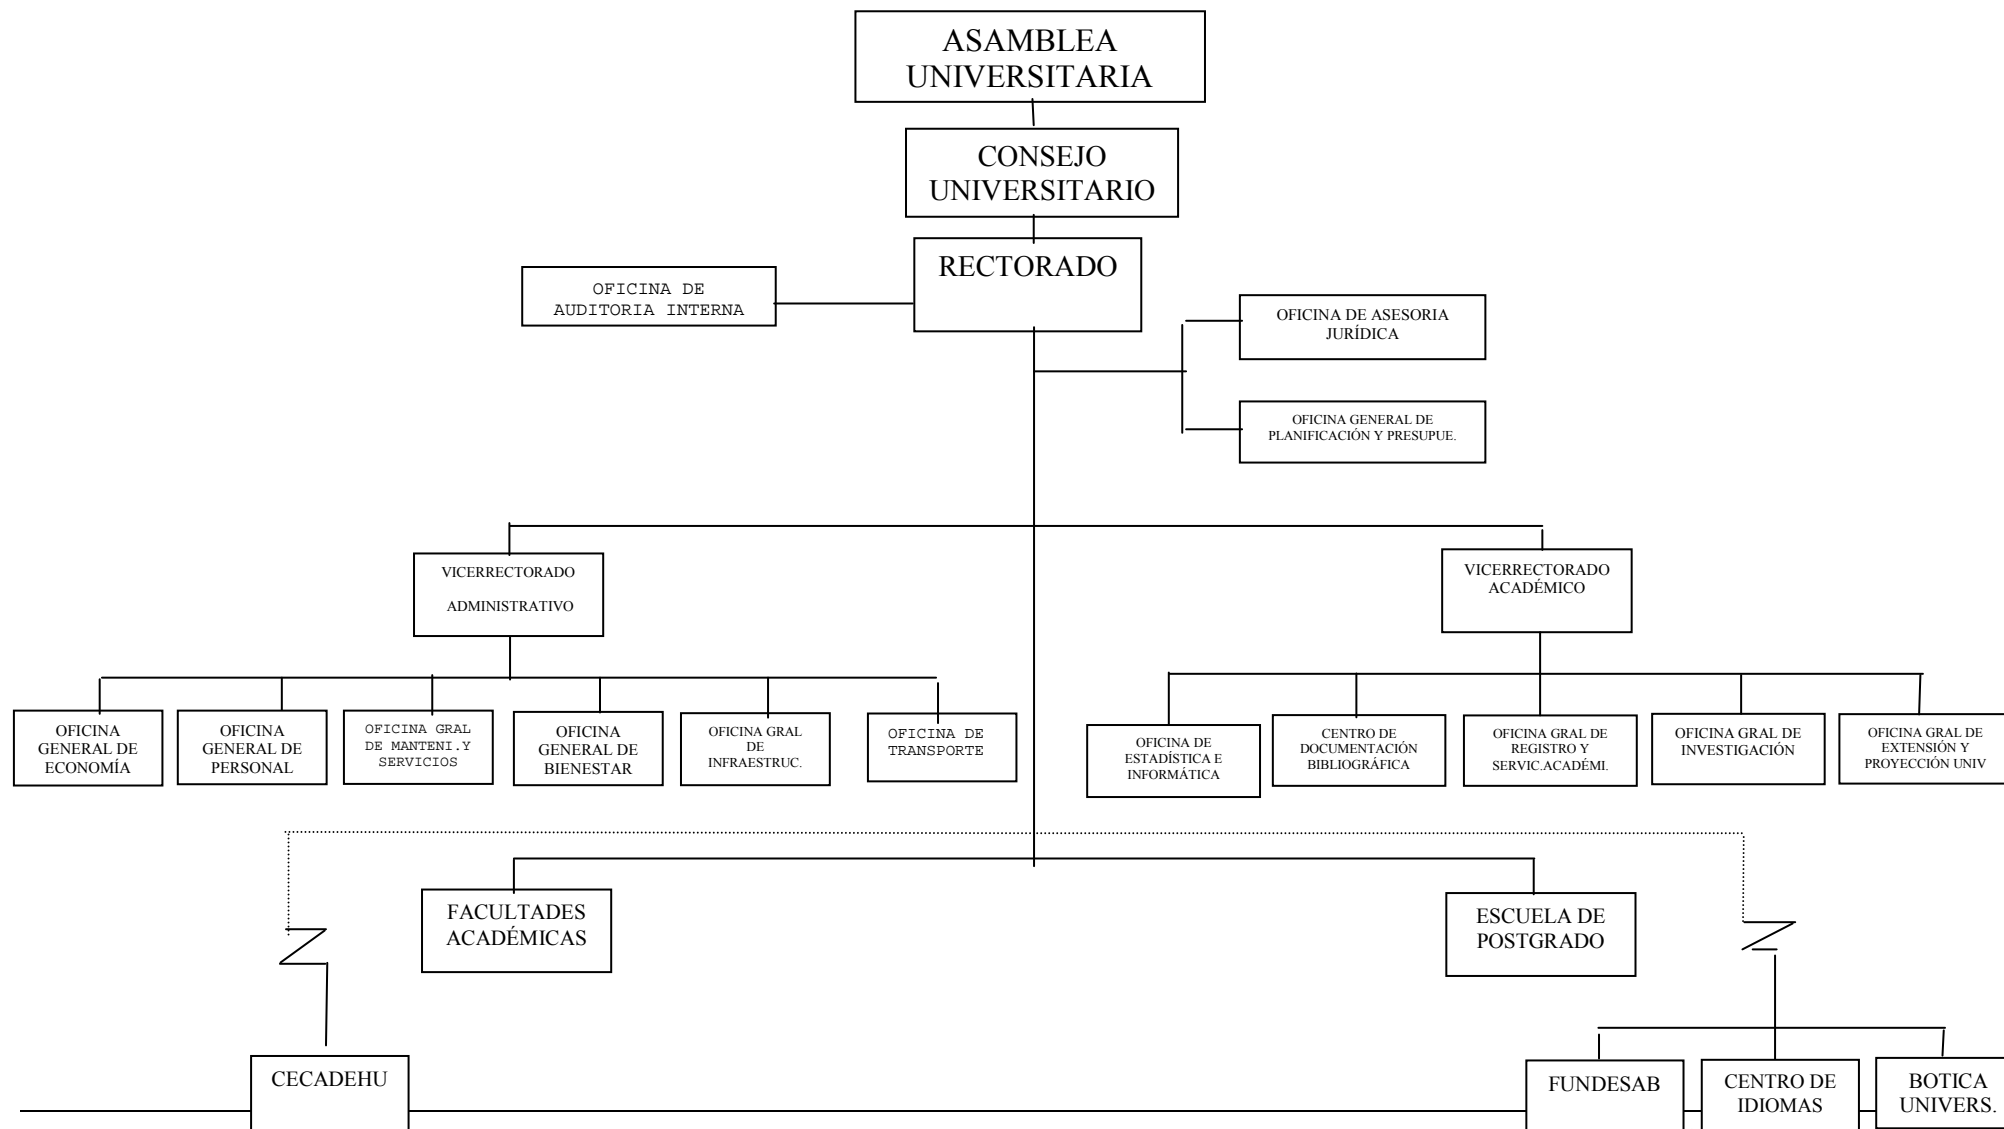 ASAMBLEA
UNIVERSITARIA
CONSEJO
UNIVERSITARIO
RECTORADO
OFICINA DE
AUDITORIA INTERNA
OFICINA DE ASESORIA
JURÍDICA
OFICINA GENERAL DE
PLANIFICACIÓN Y PRESUPUE.
VICERRECTORADO
ADMINISTRATIVO
VICERRECTORADO
ACADÉMICO
OFICINA
GENERAL DE
ECONOMÍA
OFICINA
GENERAL DE
PERSONAL
OFICINA GRAL
DE MANTENI.Y
SERVICIOS
OFICINA
GENERAL DE
BIENESTAR
OFICINA GRAL
DE
INFRAESTRUC.
OFICINA DE
TRANSPORTE
OFICINA DE
ESTADÍSTICA E
INFORMÁTICA
CENTRO DE
DOCUMENTACIÓN
BIBLIOGRÁFICA
OFICINA GRAL DE
REGISTRO Y
SERVIC.ACADÉMI.
OFICINA GRAL DE
INVESTIGACIÓN
OFICINA GRAL DE
EXTENSIÓN Y
PROYECCIÓN UNIV
FACULTADES
ACADÉMICAS
ESCUELA DE
POSTGRADO
CECADEHU
FUNDESAB
CENTRO DE
IDIOMAS
BOTICA
UNIVERS.